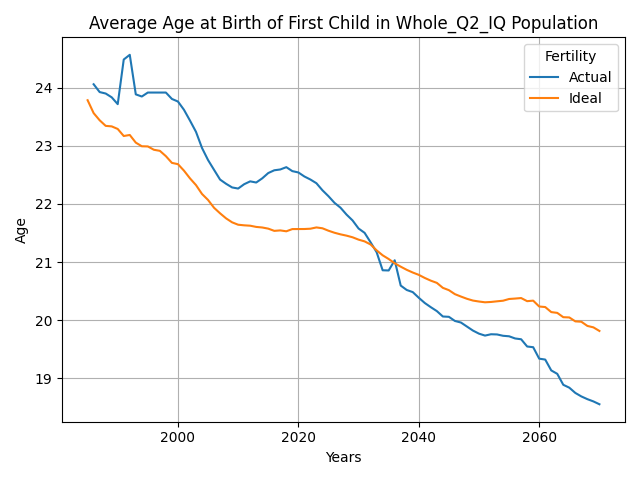 Average Age at Birth of First Child in Whole_Q2_IQ Population
Fertility
Actual
Ideal
Age
24
23
22
21
20
19
2000
2020
2040
2060
Years